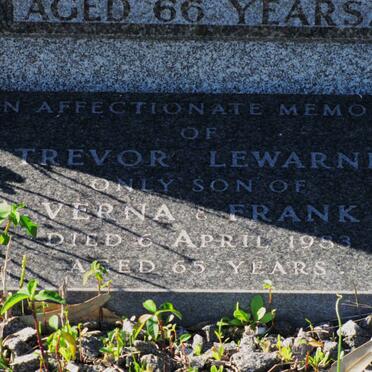 AGED 66 YEARS
N AFFECTIONATE MEMO
OF
TREVOR LEWARN
ONLY SON OF
VERNA & FRANK
DIED 6 APRIL 1983
AGED 65 YEARS